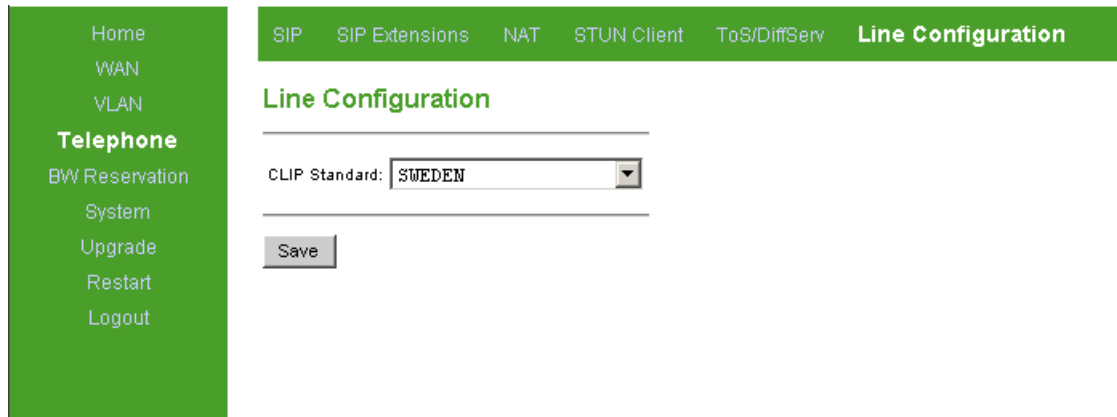 Home
WAN
VLAN
Telephone
BW Reservation
System
Upgrade
Restart
Logout
SIP SIP Extensions NAT STUN Client ToS/DiffServ Line Configuration
Line Configuration
CLIP Standard: SWEDEN
Save